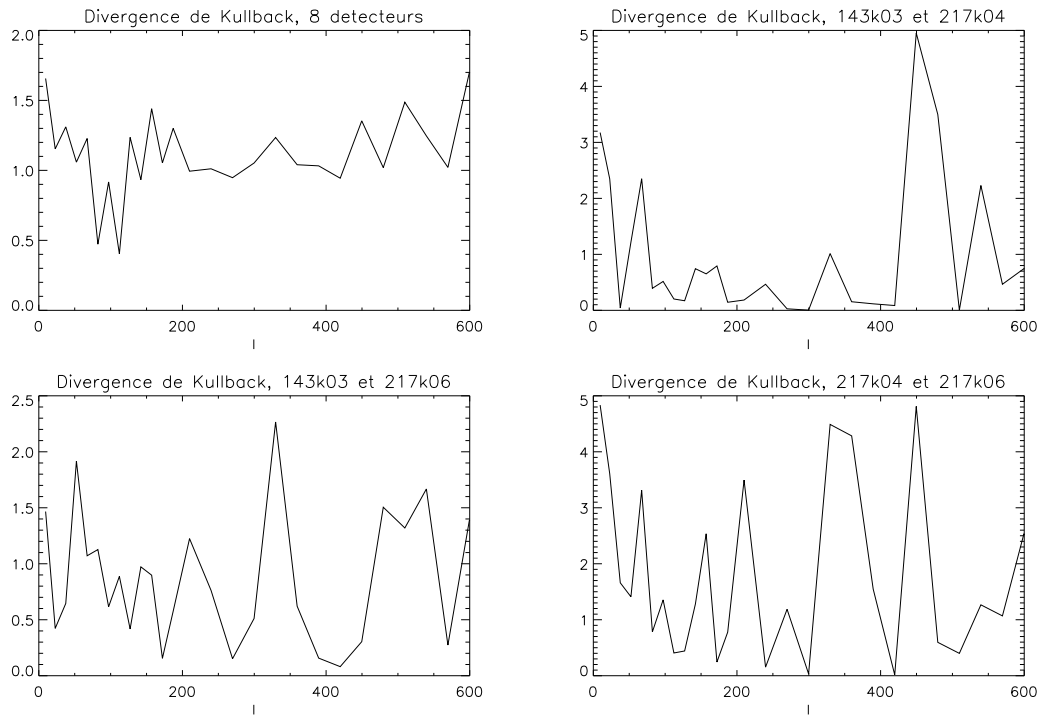 Divergence de Kullback, 8 detecteurs
2.0
1.5
1.0
0.5
0.0
0 200 400 600
l
Divergence de Kullback, 143k03 et 217k04
5
4
3
2
1
0
0 200 400 600
l
Divergence de Kullback, 143k03 et 217k06
2.5
2.0
1.5
1.0
0.5
0.0
0 200 400 600
l
Divergence de Kullback, 217k04 et 217k06
5
4
3
2
1
0
0 200 400 600
l